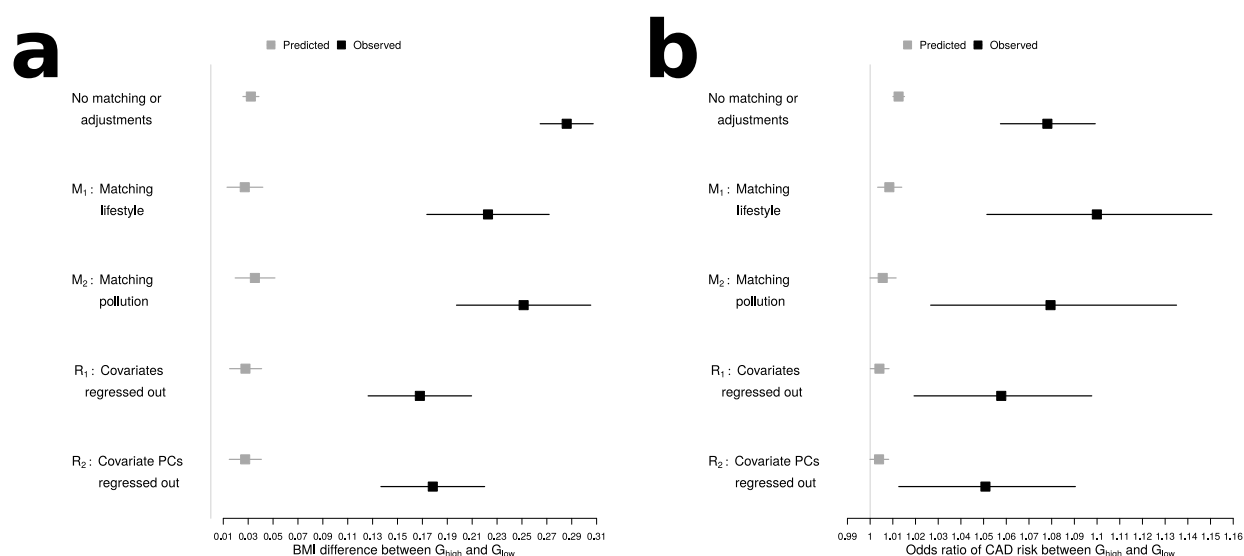 a
Predicted Observed
No matching or
adjustments
M1 : Matching
lifestyle
M2 : Matching
pollution
R1 : Covariates
regressed out
R2 : Covariate PCs
regressed out
0.01 0.03 0.05 0.07 0.09 0.11 0.13 0.15 0.17 0.19 0.21 0.23 0.25 0.27 0.29 0.31
BMI difference between Ghigh and Glow
b
Predicted Observed
No matching or
adjustments
M1 : Matching
lifestyle
M2 : Matching
pollution
R1 : Covariates
regressed out
R2 : Covariate PCs
regressed out
0.99 1 1.01 1.02 1.03 1.04 1.05 1.06 1.07 1.08 1.09 1.1 1.11 1.12 1.13 1.14 1.15 1.16
Odds ratio of CAD risk between Ghigh and Glow